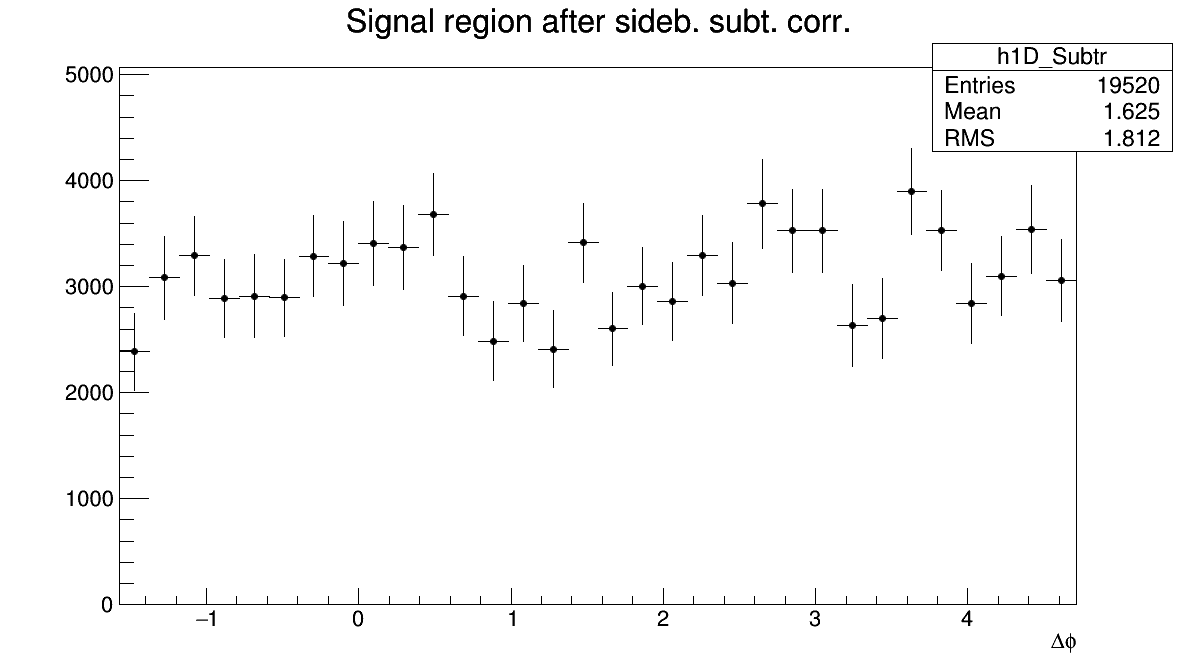 Signal region after sideb. subt. corr.
h1D_Subtr
Entries 19520
Mean 1.625
RMS 1.812
5000
4000
3000
2000
1000
0
−1 0 1 2 3 4
Δϕ